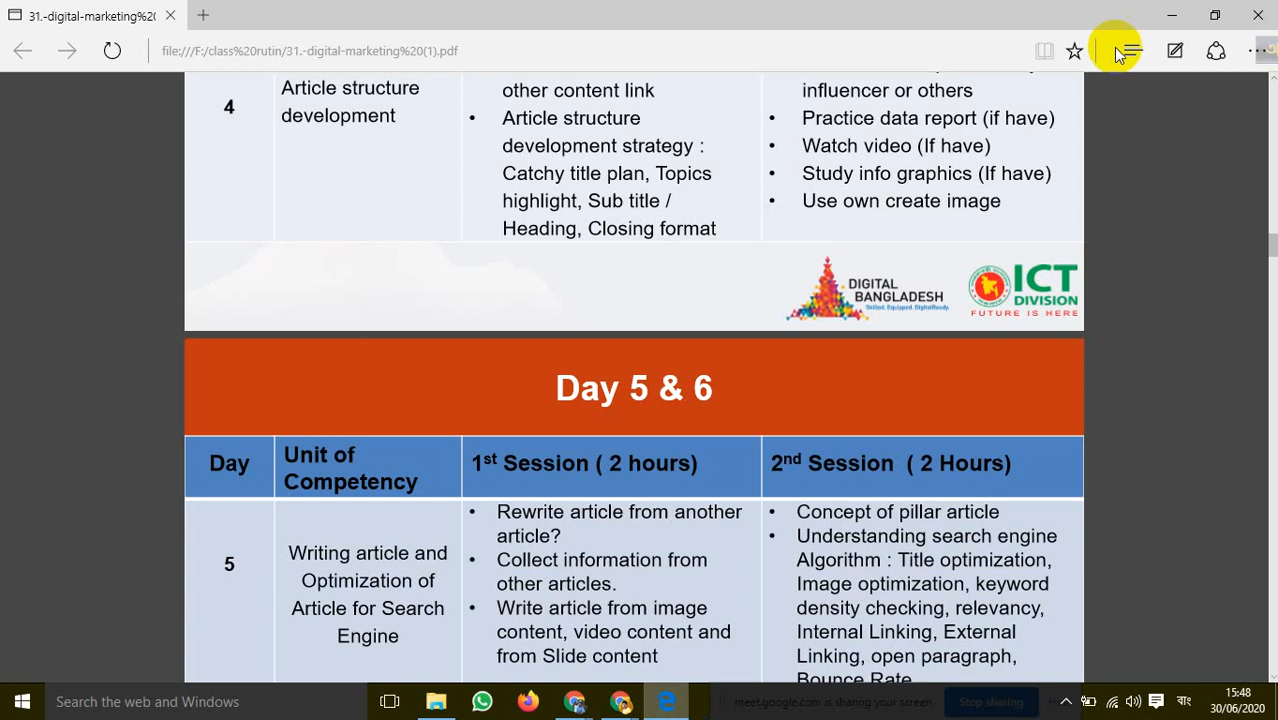 31.-digital-marketing%20
file:///F:/class%20rutin/31.-digital-marketing%20(1).pdf
4
Article structure
development
other content link
• Article structure
development strategy :
Catchy title plan, Topics
highlight, Sub title /
Heading, Closing format
influencer or others
• Practice data report (if have)
• Watch video (If have)
• Study info graphics (If have)
• Use own create image
DIGITAL
BANGLADESH
Skilled. Equipped. DigitalReady.
ICT
DIVISION
FUTURE IS HERE
Day 5 & 6
Day
Unit of
Competency
1st Session ( 2 hours)
2nd Session ( 2 Hours)
5
Writing article and
Optimization of
Article for Search
Engine
• Rewrite article from another
article?
• Collect information from
other articles.
• Write article from image
content, video content and
from Slide content
• Concept of pillar article
• Understanding search engine
Algorithm : Title optimization,
Image optimization, keyword
density checking, relevancy,
Internal Linking, External
Linking, open paragraph,
Bounce Rate
Search the web and Windows
meet.google.com is sharing your screen
Stop sharing
বাং
15:48
30/06/2020